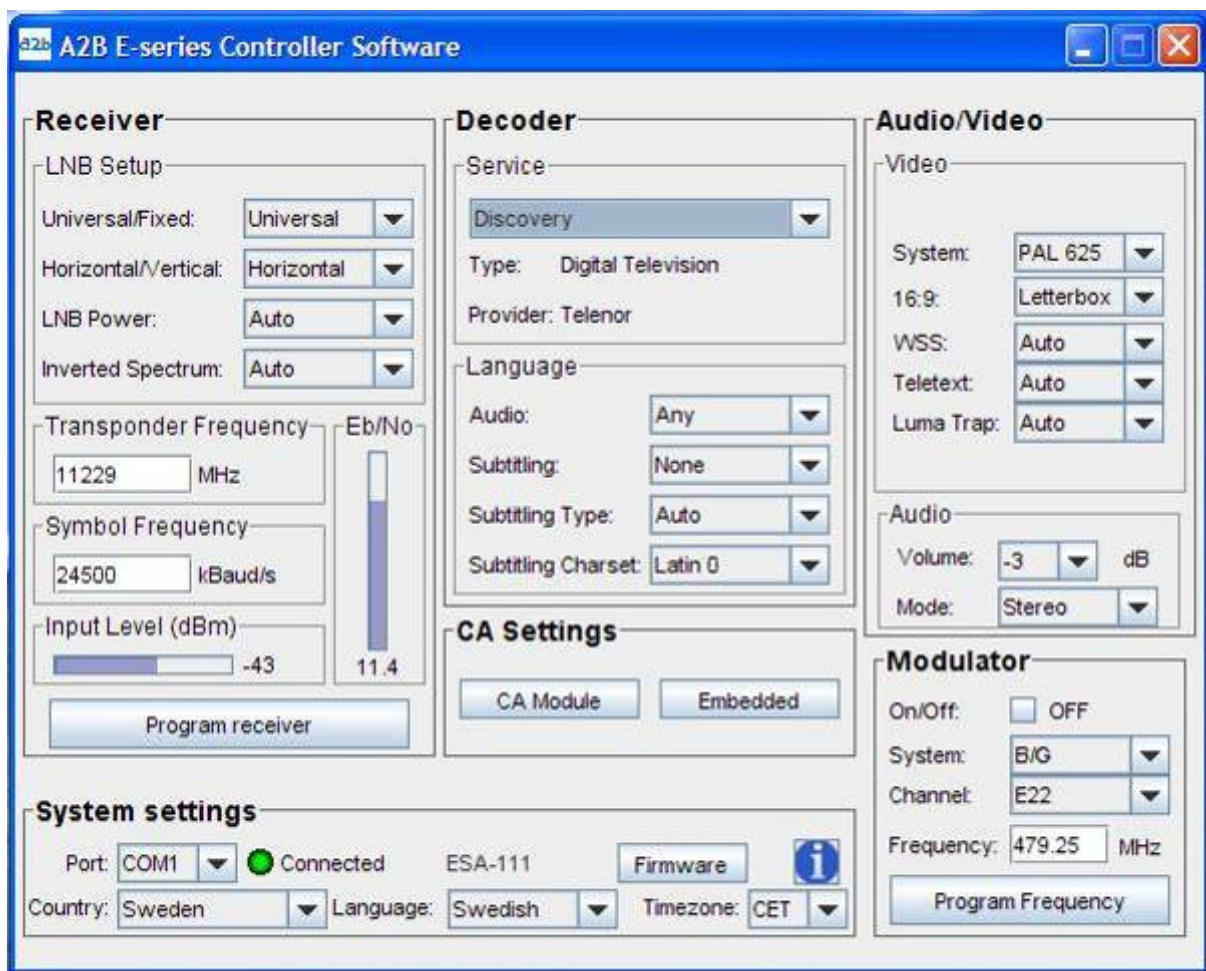 a2b A2B E-series Controller Software
Receiver
LNB Setup
Universal/Fixed: Universal
Horizontal/Vertical: Horizontal
LNB Power: Auto
Inverted Spectrum: Auto
Transponder Frequency
11229 MHz
Symbol Frequency
24500 kBaud/s
Input Level (dBm)
-43
Eb/No
11.4
Program receiver
Decoder
Service
Discovery
Type: Digital Television
Provider: Telenor
Language
Audio: Any
Subtitling: None
Subtitling Type: Auto
Subtitling Charset: Latin 0
CA Settings
CA Module Embedded
Audio/Video
Video
System: PAL 625
16:9: Letterbox
WSS: Auto
Teletext: Auto
Luma Trap: Auto
Audio
Volume: -3 dB
Mode: Stereo
Modulator
On/Off: OFF
System: B/G
Channel: E22
Frequency: 479.25 MHz
Program Frequency
System settings
Port: COM1 Connected ESA-111 Firmware i
Country: Sweden Language: Swedish Timezone: CET